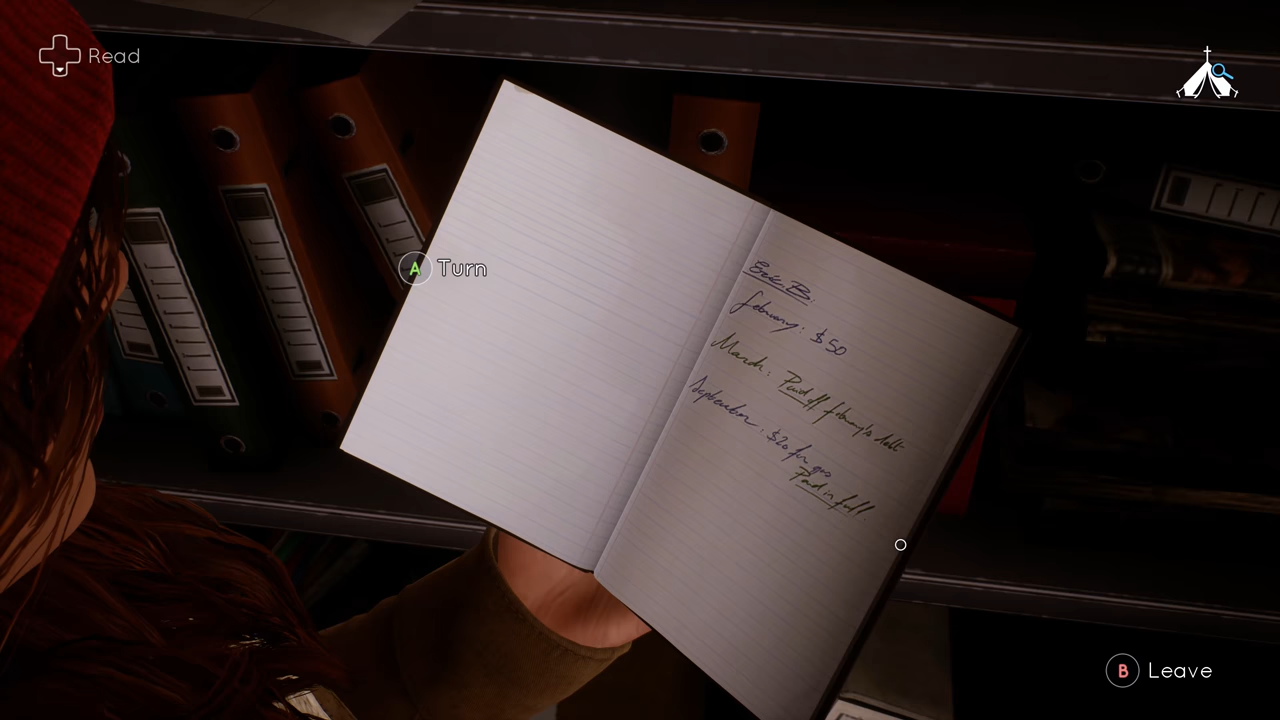 Read
A Turn
Eric B.
february: $50
March: Paid off february's debt
September: $20 for gas
Paid in full!
B Leave